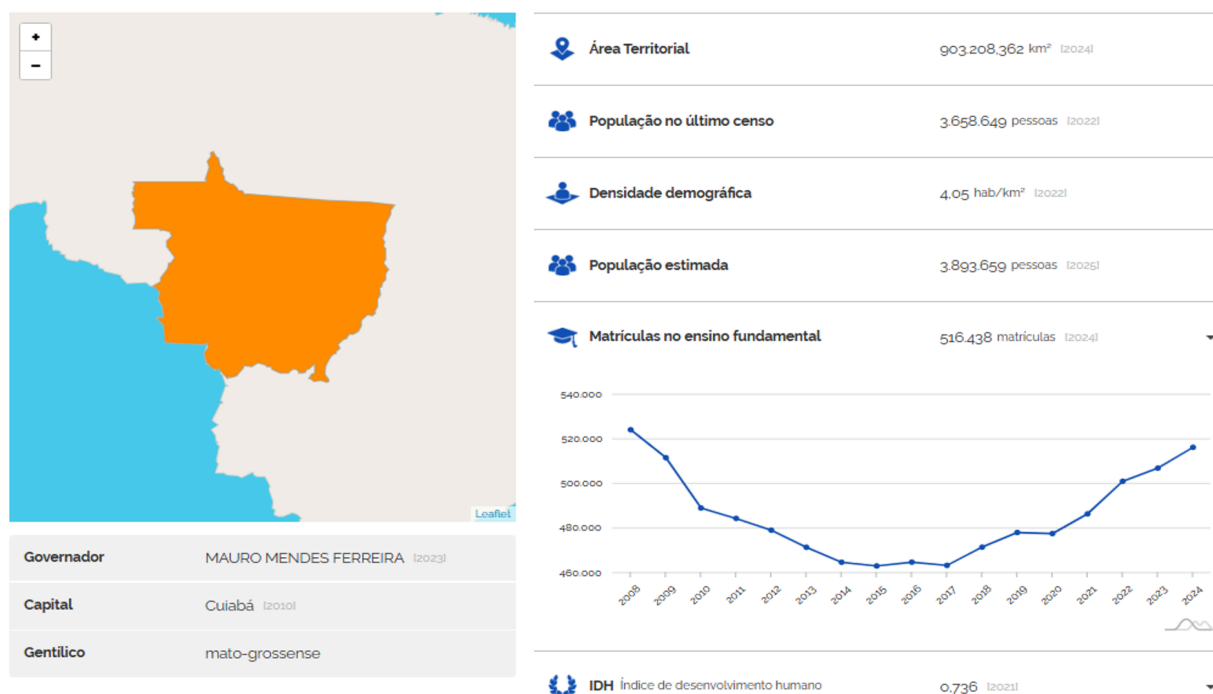 +
−
Leaflet
Governador MAURO MENDES FERREIRA [2023]
Capital Cuiabá [2010]
Gentílico mato-grossense
Área Territorial 903.208,362 km² [2024]
População no último censo 3.658.649 pessoas [2022]
Densidade demográfica 4,05 hab/km² [2022]
População estimada 3.893.659 pessoas [2025]
Matrículas no ensino fundamental 516.438 matrículas [2024]
540.000
520.000
500.000
480.000
460.000
2008 2009 2010 2011 2012 2013 2014 2015 2016 2017 2018 2019 2020 2021 2022 2023 2024
IDH Índice de desenvolvimento humano 0,736 [2021]